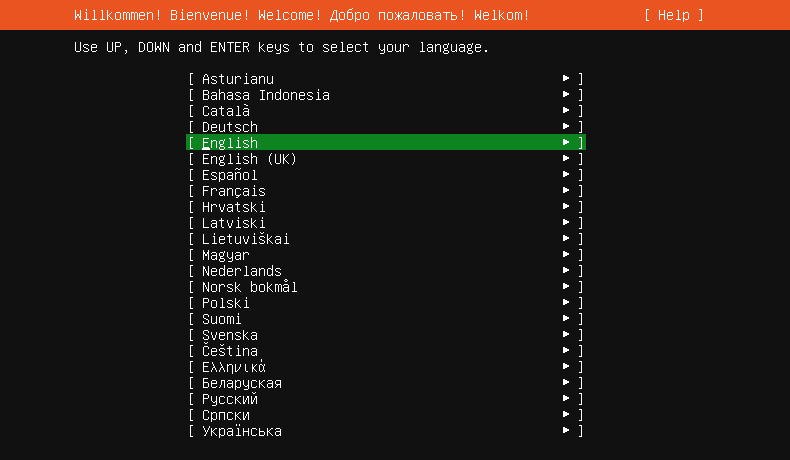 Willkommen! Bienvenue! Welcome! Добро пожаловать! Welkom! [ Help ]
Use UP, DOWN and ENTER keys to select your language.
[ Asturianu ► ]
[ Bahasa Indonesia ► ]
[ Català ► ]
[ Deutsch ► ]
[ English ► ]
[ English (UK) ► ]
[ Español ► ]
[ Français ► ]
[ Hrvatski ► ]
[ Latviski ► ]
[ Lietuviškai ► ]
[ Magyar ► ]
[ Nederlands ► ]
[ Norsk bokmål ► ]
[ Polski ► ]
[ Suomi ► ]
[ Svenska ► ]
[ Čeština ► ]
[ Ελληνικά ► ]
[ Беларуская ► ]
[ Русский ► ]
[ Српски ► ]
[ Українська ► ]